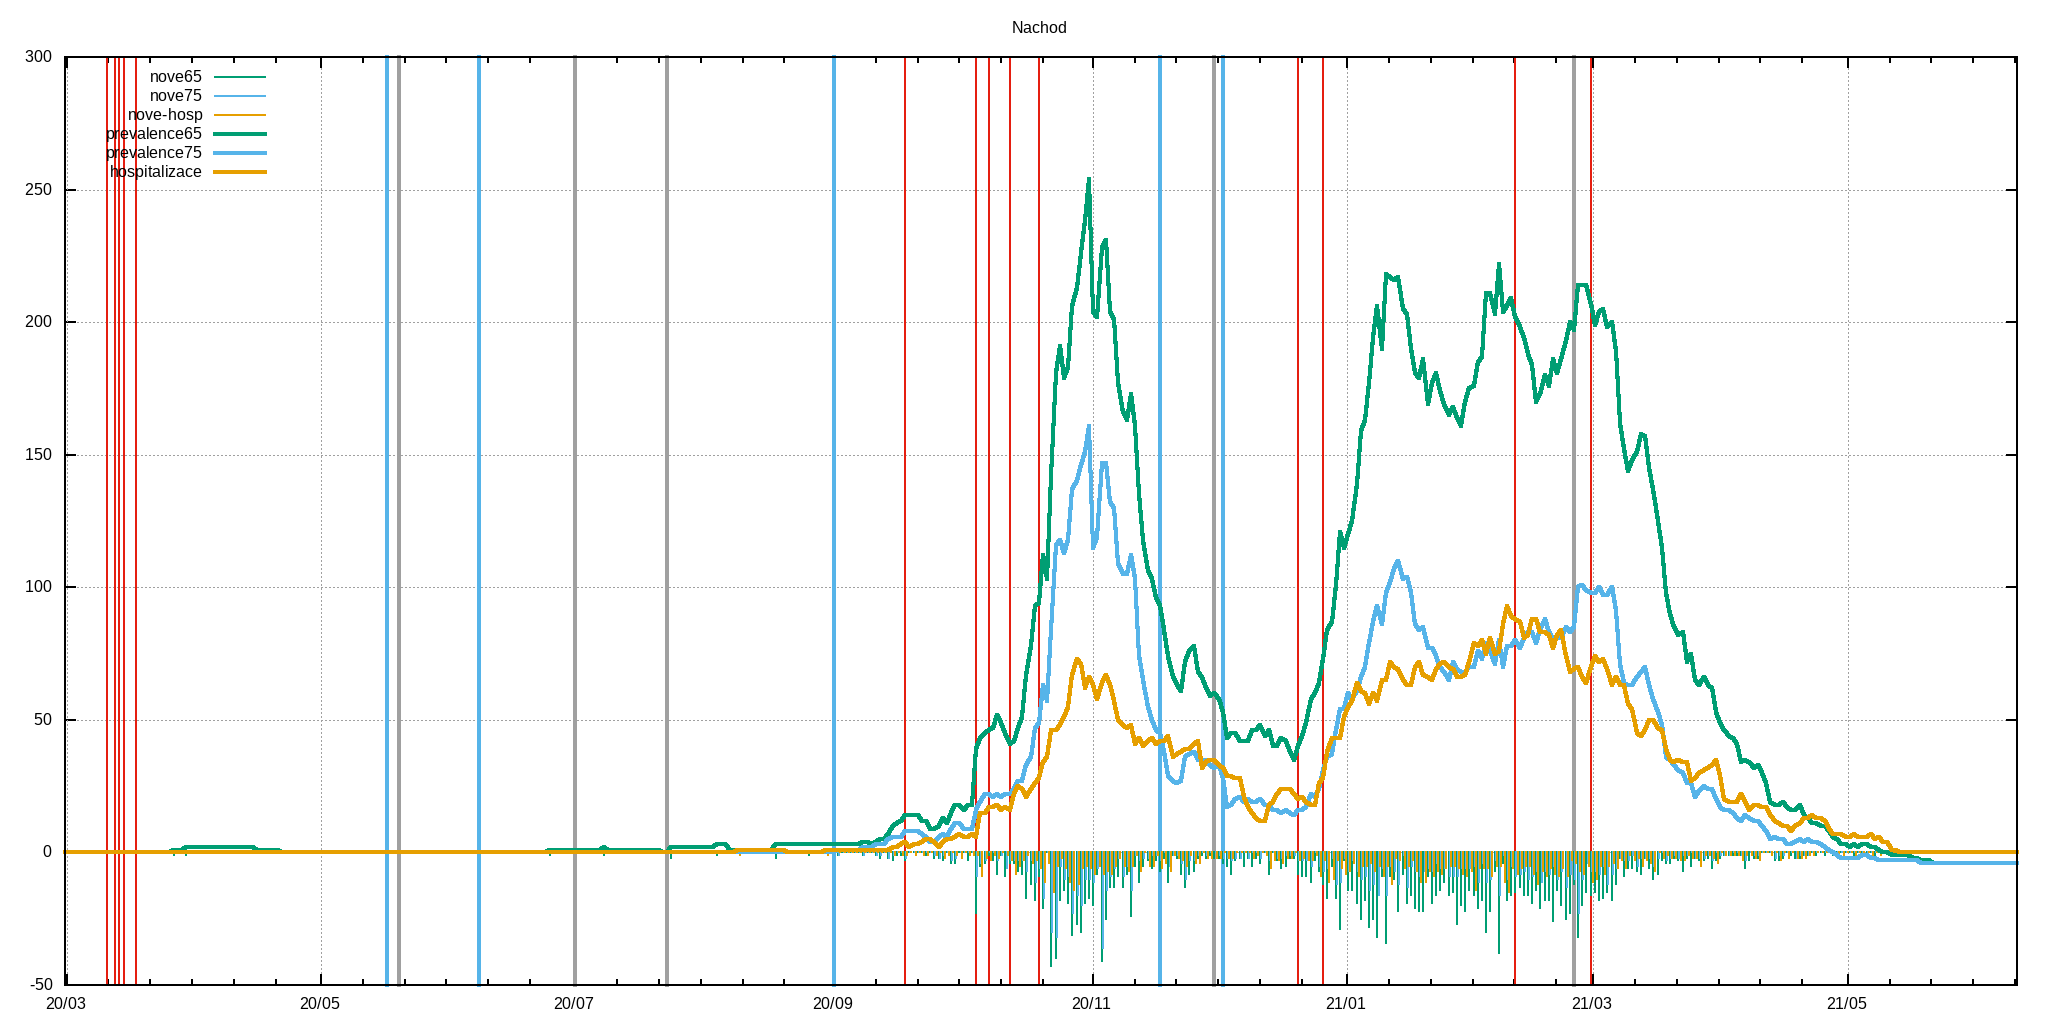 Nachod
300
250
200
150
100
50
0
-50
nove65
nove75
nove-hosp
prevalence65
prevalence75
hospitalizace
20/03 20/05 20/07 20/09 20/11 21/01 21/03 21/05